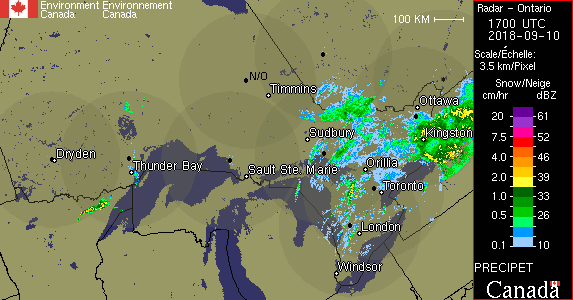 Environment Environnement
Canada Canada
100 KM
N/O
Timmins
Ottawa
Sudbury
Kingston
Dryden
Thunder Bay
Sault Ste. Marie
Orillia
Toronto
London
Windsor
Radar - Ontario
1700 UTC
2018-09-10
Scale/Échelle:
3.5 km/Pixel
Snow/Neige
cm/hr dBZ
20 61
7.5 52
4.0 46
2.0 39
1.0 33
0.5 26
0.1 10
PRECIPET
Canada